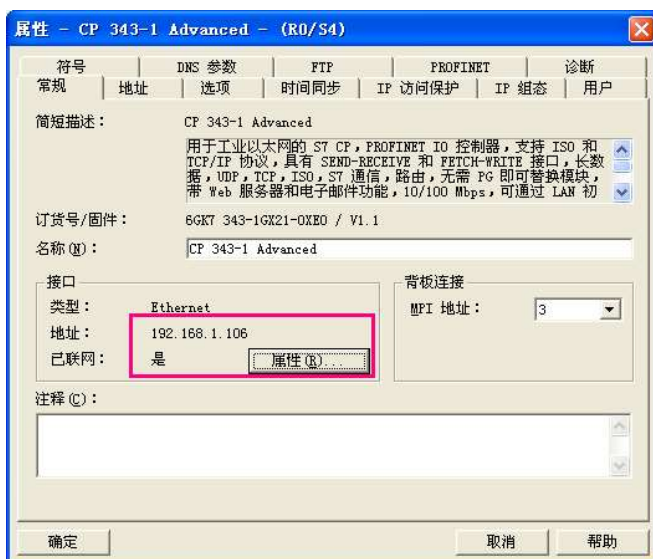 属性 - CP 343-1 Advanced - (R0/S4)
符号 DNS 参数 FTP PROFINET 诊断
常规 地址 选项 时间同步 IP 访问保护 IP 组态 用户
简短描述： CP 343-1 Advanced
用于工业以太网的 S7 CP，PROFINET IO 控制器，支持 ISO 和
TCP/IP 协议，具有 SEND-RECEIVE 和 FETCH-WRITE 接口，长数
据，UDP，TCP，ISO，S7 通信，路由，无需 PG 即可替换模块，
带 Web 服务器和电子邮件功能，10/100 Mbps，可通过 LAN 初
订货号/固件： 6GK7 343-1GX21-0XE0 / V1.1
名称(N)： CP 343-1 Advanced
接口 背板连接
类型： Ethernet MPI 地址： 3
地址： 192.168.1.106
已联网： 是 属性(R)...
注释(C)：
确定 取消 帮助